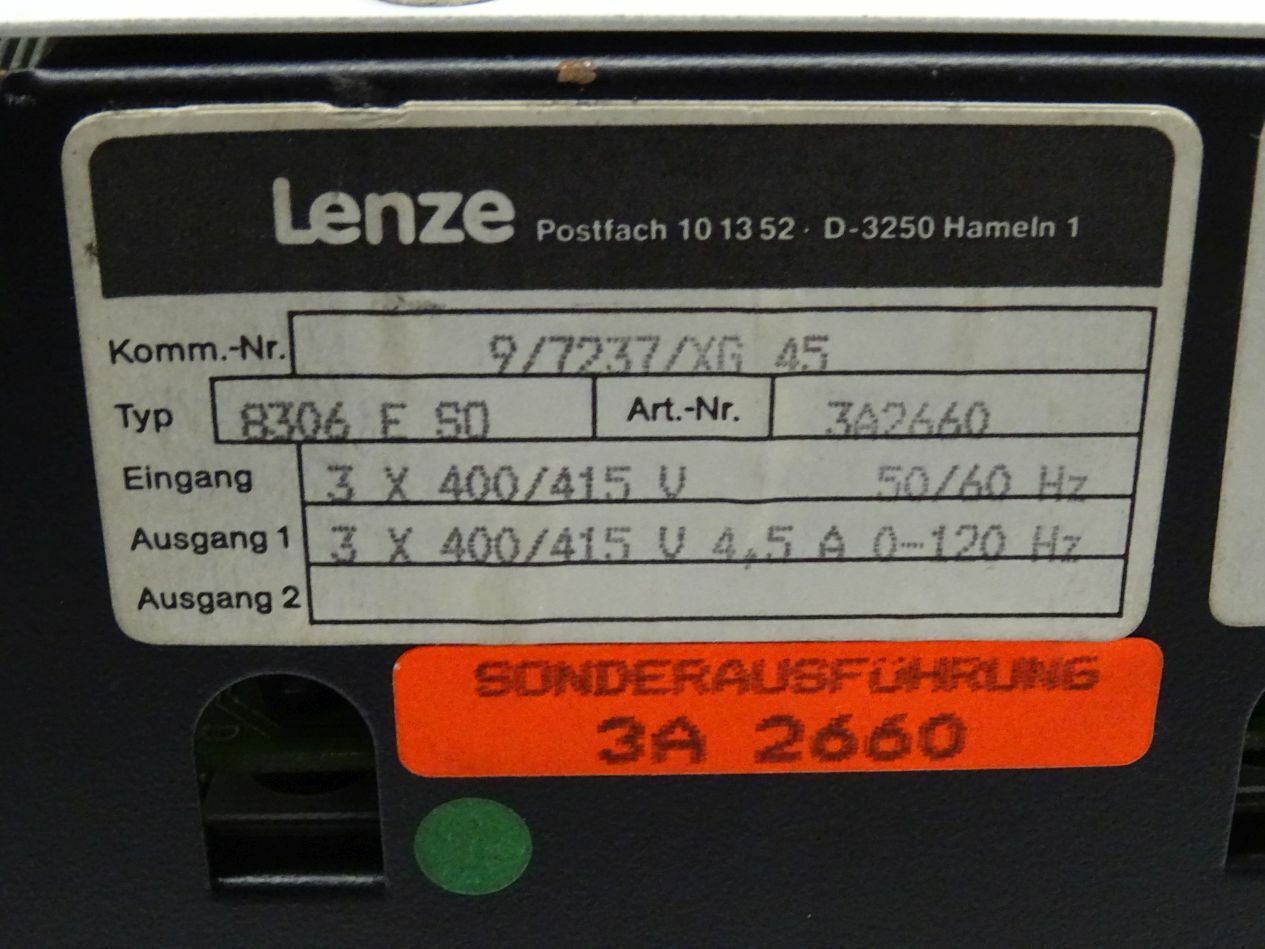 Lenze Postfach 10 13 52 · D-3250 Hameln 1
Komm.-Nr. 9/7237/XG 45
Typ 8306 E SO Art.-Nr. 3A2660
Eingang 3 X 400/415 V 50/60 Hz
Ausgang 1 3 X 400/415 V 4,5 A 0-120 Hz
Ausgang 2
SONDERAUSFÜHRUNG
3A 2660